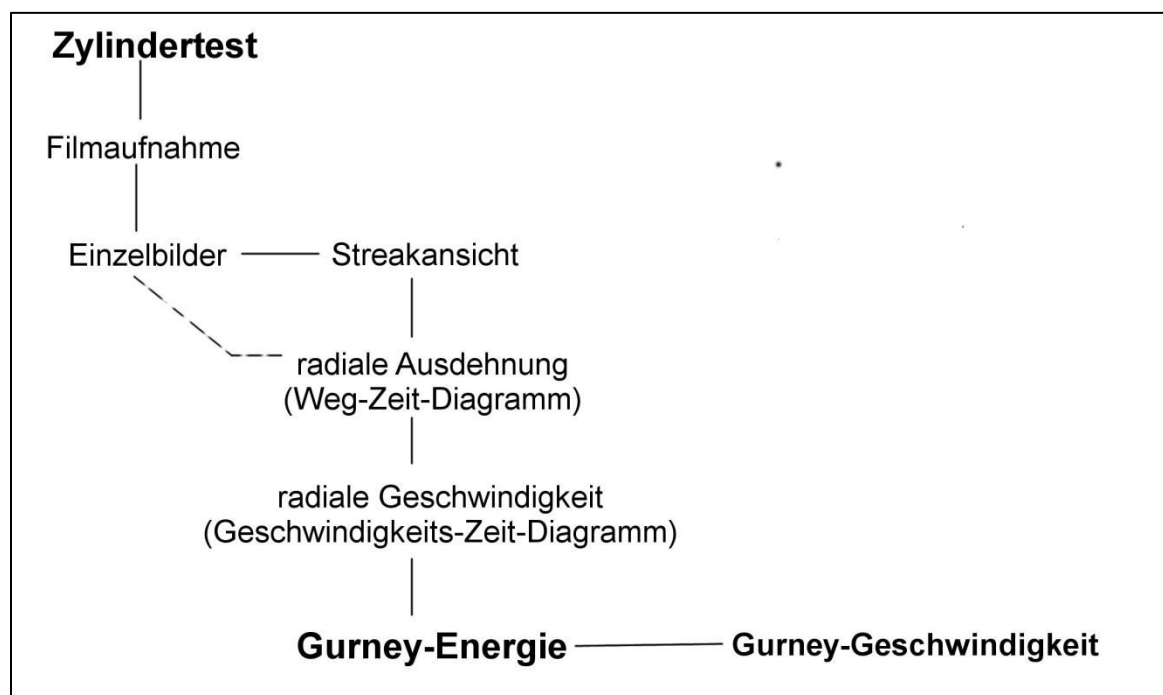 Zylindertest
Filmaufnahme
Einzelbilder
Streakansicht
radiale Ausdehnung
(Weg-Zeit-Diagramm)
radiale Geschwindigkeit
(Geschwindigkeits-Zeit-Diagramm)
Gurney-Energie
Gurney-Geschwindigkeit